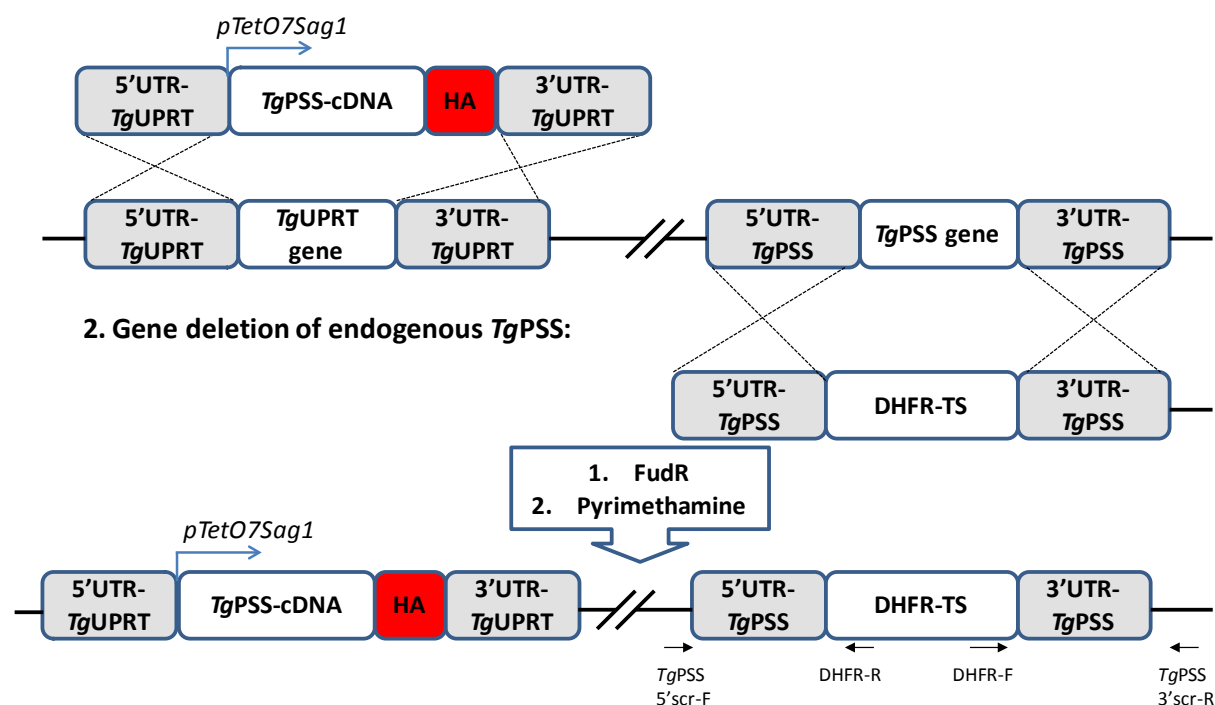 pTetO7Sag1
5'UTR-
TgUPRT
TgPSS-cDNA
HA
3'UTR-
TgUPRT
5'UTR-
TgUPRT
TgUPRT
gene
3'UTR-
TgUPRT
5'UTR-
TgPSS
TgPSS gene
3'UTR-
TgPSS
2. Gene deletion of endogenous TgPSS:
5'UTR-
TgPSS
DHFR-TS
3'UTR-
TgPSS
1. FudR
2. Pyrimethamine
pTetO7Sag1
5'UTR-
TgUPRT
TgPSS-cDNA
HA
3'UTR-
TgUPRT
5'UTR-
TgPSS
DHFR-TS
3'UTR-
TgPSS
TgPSS
5'scr-F
DHFR-R
DHFR-F
TgPSS
3'scr-R